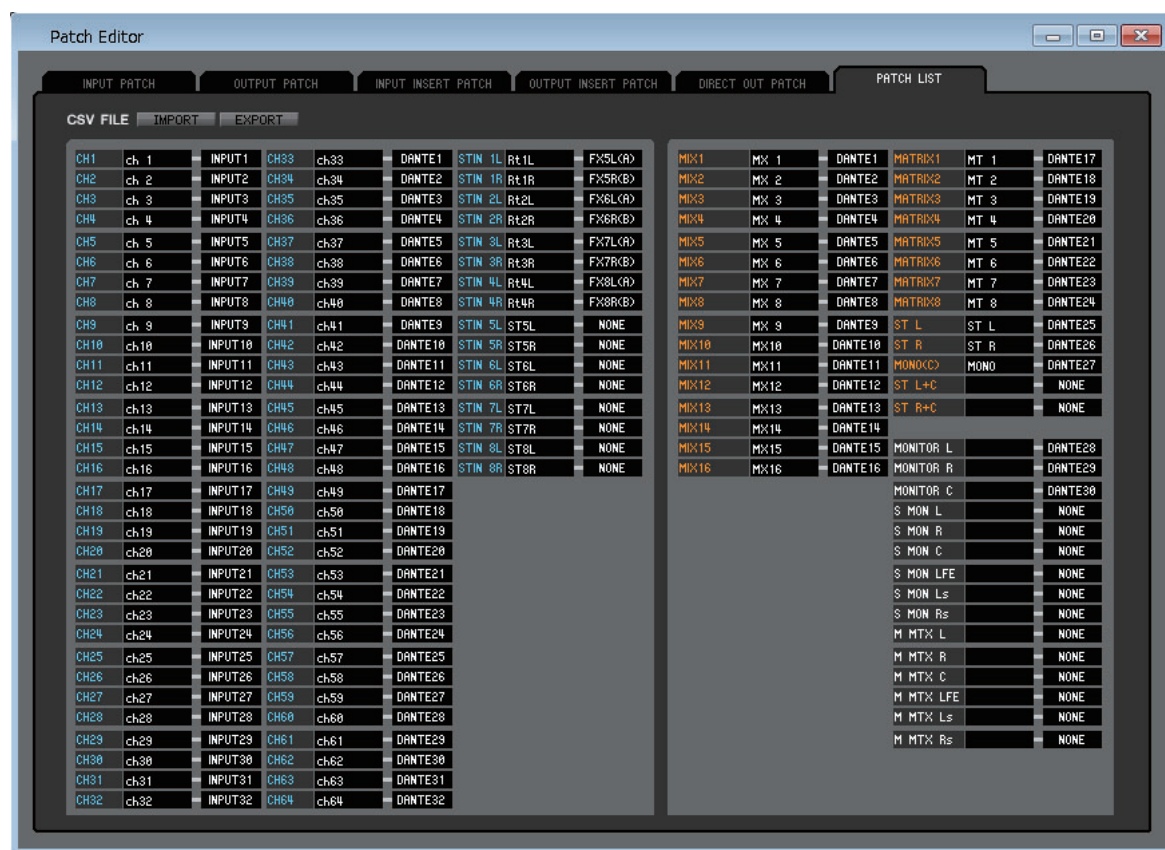 Patch Editor
INPUT PATCH OUTPUT PATCH INPUT INSERT PATCH OUTPUT INSERT PATCH DIRECT OUT PATCH PATCH LIST
CSV FILE IMPORT EXPORT
CH1 ch 1 INPUT1 CH33 ch33 DANTE1 STIN 1L Rt1L FX5L(A) MIX1 MX 1 DANTE1 MATRIX1 MT 1 DANTE17
CH2 ch 2 INPUT2 CH34 ch34 DANTE2 STIN 1R Rt1R FX5R(B) MIX2 MX 2 DANTE2 MATRIX2 MT 2 DANTE18
CH3 ch 3 INPUT3 CH35 ch35 DANTE3 STIN 2L Rt2L FX6L(A) MIX3 MX 3 DANTE3 MATRIX3 MT 3 DANTE19
CH4 ch 4 INPUT4 CH36 ch36 DANTE4 STIN 2R Rt2R FX6R(B) MIX4 MX 4 DANTE4 MATRIX4 MT 4 DANTE20
CH5 ch 5 INPUT5 CH37 ch37 DANTE5 STIN 3L Rt3L FX7L(A) MIX5 MX 5 DANTE5 MATRIX5 MT 5 DANTE21
CH6 ch 6 INPUT6 CH38 ch38 DANTE6 STIN 3R Rt3R FX7R(B) MIX6 MX 6 DANTE6 MATRIX6 MT 6 DANTE22
CH7 ch 7 INPUT7 CH39 ch39 DANTE7 STIN 4L Rt4L FX8L(A) MIX7 MX 7 DANTE7 MATRIX7 MT 7 DANTE23
CH8 ch 8 INPUT8 CH40 ch40 DANTE8 STIN 4R Rt4R FX8R(B) MIX8 MX 8 DANTE8 MATRIX8 MT 8 DANTE24
CH9 ch 9 INPUT9 CH41 ch41 DANTE9 STIN 5L ST5L NONE MIX9 MX 9 DANTE9 ST L ST L DANTE25
CH10 ch10 INPUT10 CH42 ch42 DANTE10 STIN 5R ST5R NONE MIX10 MX10 DANTE10 ST R ST R DANTE26
CH11 ch11 INPUT11 CH43 ch43 DANTE11 STIN 6L ST6L NONE MIX11 MX11 DANTE11 MONO(C) MONO DANTE27
CH12 ch12 INPUT12 CH44 ch44 DANTE12 STIN 6R ST6R NONE MIX12 MX12 DANTE12 ST L+C NONE
CH13 ch13 INPUT13 CH45 ch45 DANTE13 STIN 7L ST7L NONE MIX13 MX13 DANTE13 ST R+C NONE
CH14 ch14 INPUT14 CH46 ch46 DANTE14 STIN 7R ST7R NONE MIX14 MX14 DANTE14
CH15 ch15 INPUT15 CH47 ch47 DANTE15 STIN 8L ST8L NONE MIX15 MX15 DANTE15 MONITOR L DANTE28
CH16 ch16 INPUT16 CH48 ch48 DANTE16 STIN 8R ST8R NONE MIX16 MX16 DANTE16 MONITOR R DANTE29
CH17 ch17 INPUT17 CH49 ch49 DANTE17 MONITOR C DANTE30
CH18 ch18 INPUT18 CH50 ch50 DANTE18 S MON L NONE
CH19 ch19 INPUT19 CH51 ch51 DANTE19 S MON R NONE
CH20 ch20 INPUT20 CH52 ch52 DANTE20 S MON C NONE
CH21 ch21 INPUT21 CH53 ch53 DANTE21 S MON LFE NONE
CH22 ch22 INPUT22 CH54 ch54 DANTE22 S MON Ls NONE
CH23 ch23 INPUT23 CH55 ch55 DANTE23 S MON Rs NONE
CH24 ch24 INPUT24 CH56 ch56 DANTE24 M MTX L NONE
CH25 ch25 INPUT25 CH57 ch57 DANTE25 M MTX R NONE
CH26 ch26 INPUT26 CH58 ch58 DANTE26 M MTX C NONE
CH27 ch27 INPUT27 CH59 ch59 DANTE27 M MTX LFE NONE
CH28 ch28 INPUT28 CH60 ch60 DANTE28 M MTX Ls NONE
CH29 ch29 INPUT29 CH61 ch61 DANTE29 M MTX Rs NONE
CH30 ch30 INPUT30 CH62 ch62 DANTE30
CH31 ch31 INPUT31 CH63 ch63 DANTE31
CH32 ch32 INPUT32 CH64 ch64 DANTE32